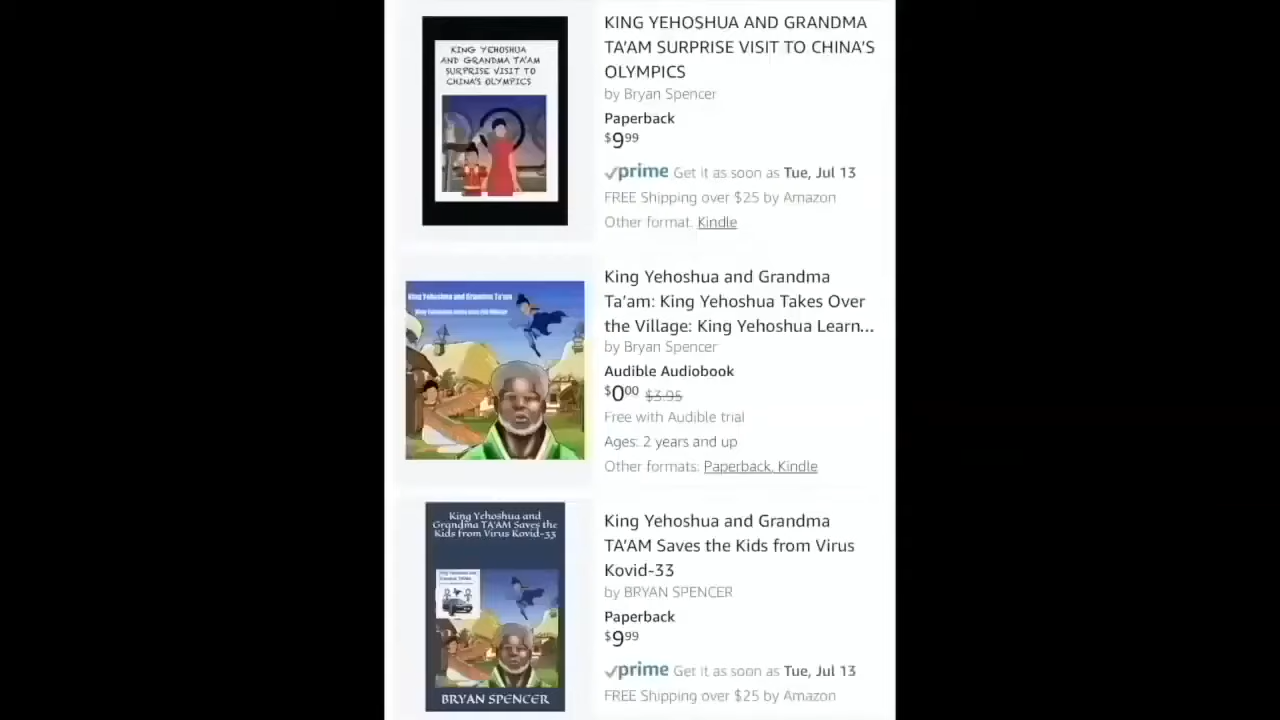 KING YEHOSHUA
AND GRANDMA TA'AM
SURPRISE VISIT TO
CHINA'S OLYMPICS
KING YEHOSHUA AND GRANDMA
TA'AM SURPRISE VISIT TO CHINA'S
OLYMPICS
by Bryan Spencer
Paperback
$9⁹⁹
prime Get it as soon as Tue, Jul 13
FREE Shipping over $25 by Amazon
Other format: Kindle
King Yehoshua and Grandma Ta'am
King Yehoshua and Grandma
Ta'am: King Yehoshua Takes Over
the Village: King Yehoshua Learn...
by Bryan Spencer
Audible Audiobook
$0⁰⁰ $3.95
Free with Audible trial
Ages: 2 years and up
Other formats: Paperback, Kindle
King Yehoshua and
Grandma TA'AM Saves the
Kids from Virus Kovid-33
BRYAN SPENCER
King Yehoshua and Grandma
TA'AM Saves the Kids from Virus
Kovid-33
by BRYAN SPENCER
Paperback
$9⁹⁹
prime Get it as soon as Tue, Jul 13
FREE Shipping over $25 by Amazon